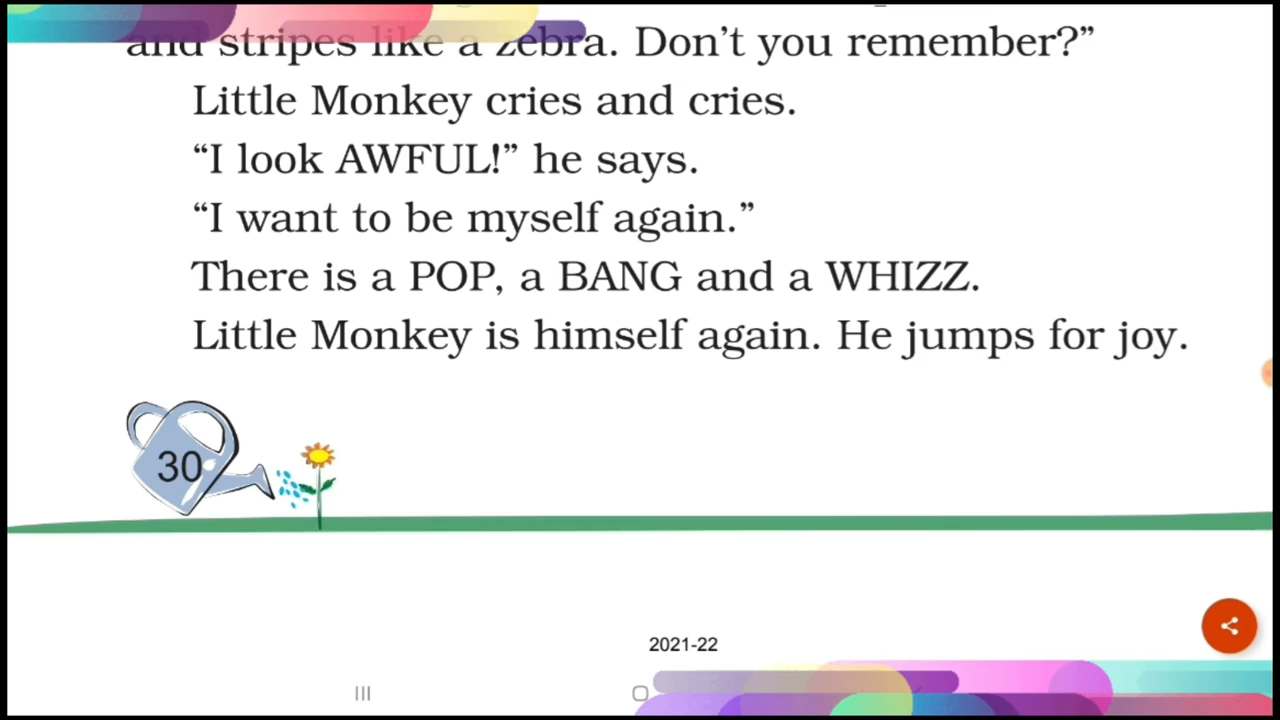 and stripes like a zebra. Don’t you remember?”
Little Monkey cries and cries.
“I look AWFUL!” he says.
“I want to be myself again.”
There is a POP, a BANG and a WHIZZ.
Little Monkey is himself again. He jumps for joy.
30
2021-22